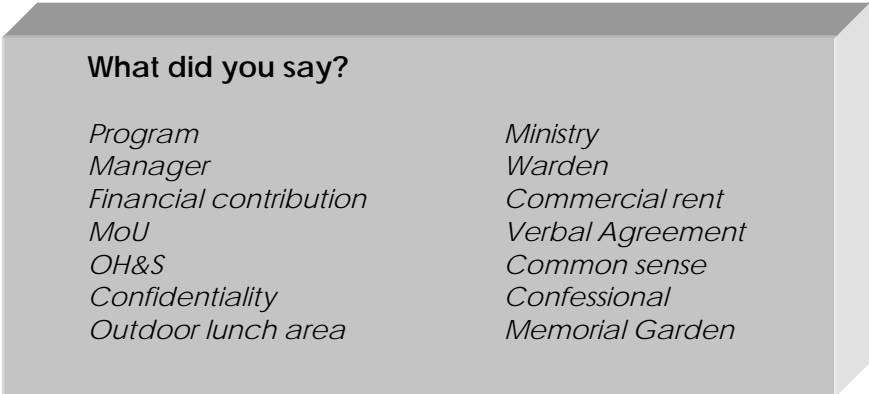 What did you say?
Program Ministry
Manager Warden
Financial contribution Commercial rent
MoU Verbal Agreement
OH&S Common sense
Confidentiality Confessional
Outdoor lunch area Memorial Garden